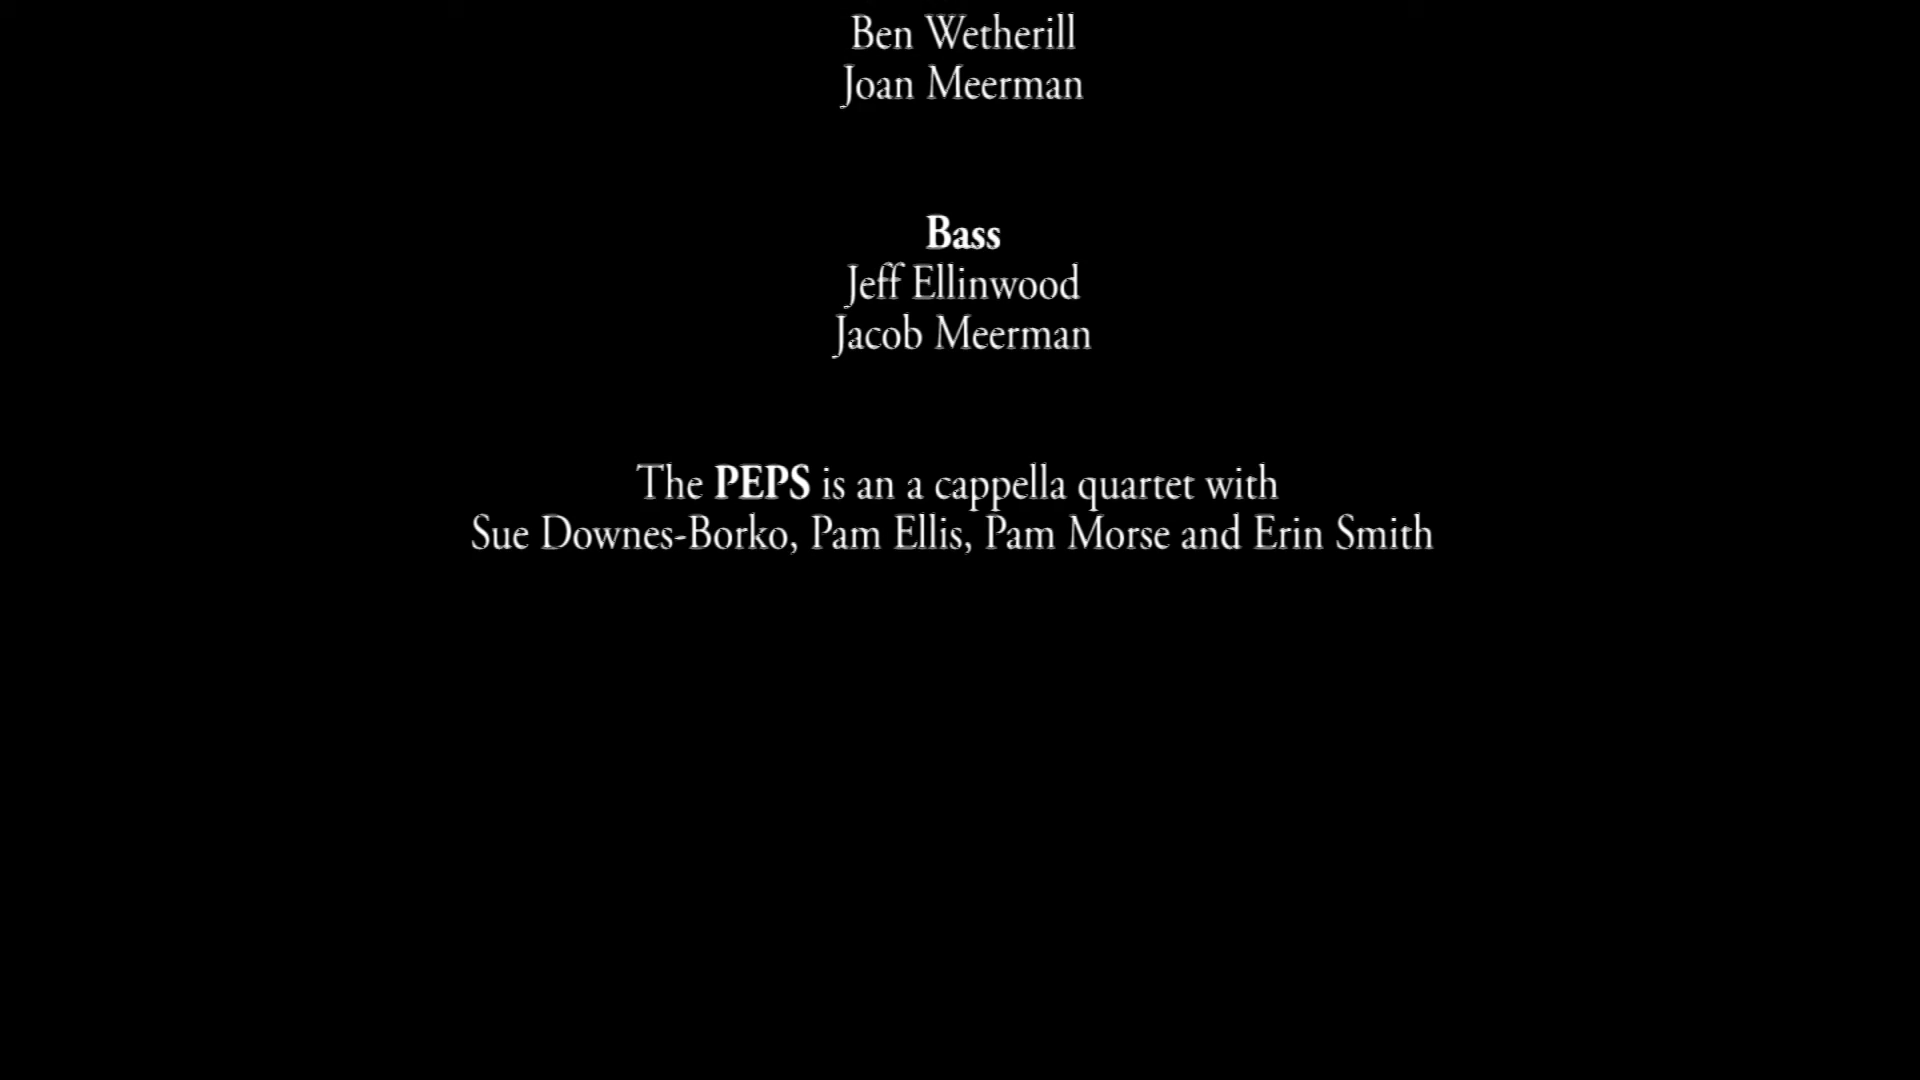 Ben Wetherill
Joan Meerman
Bass
Jeff Ellinwood
Jacob Meerman
The PEPS is an a cappella quartet with
Sue Downes-Borko, Pam Ellis, Pam Morse and Erin Smith